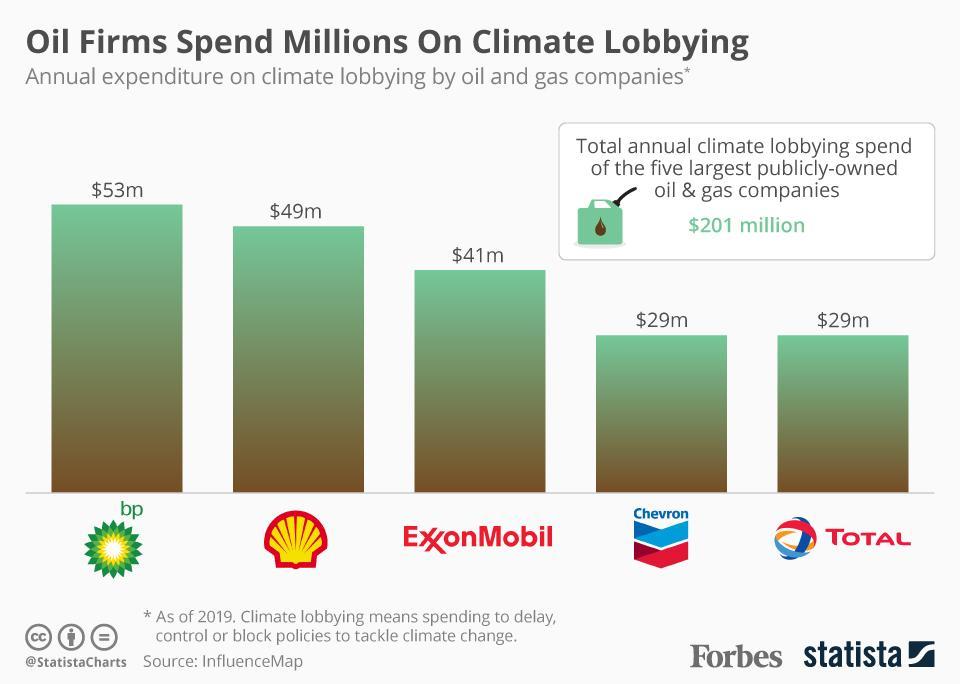 Oil Firms Spend Millions On Climate Lobbying
Annual expenditure on climate lobbying by oil and gas companies*
Total annual climate lobbying spend
of the five largest publicly-owned
oil & gas companies
$201 million
$53m
$49m
$41m
$29m
$29m
bp
ExxonMobil
Chevron
TOTAL
* As of 2019. Climate lobbying means spending to delay,
control or block policies to tackle climate change.
cc
@StatistaCharts
Source: InfluenceMap
Forbes
statista